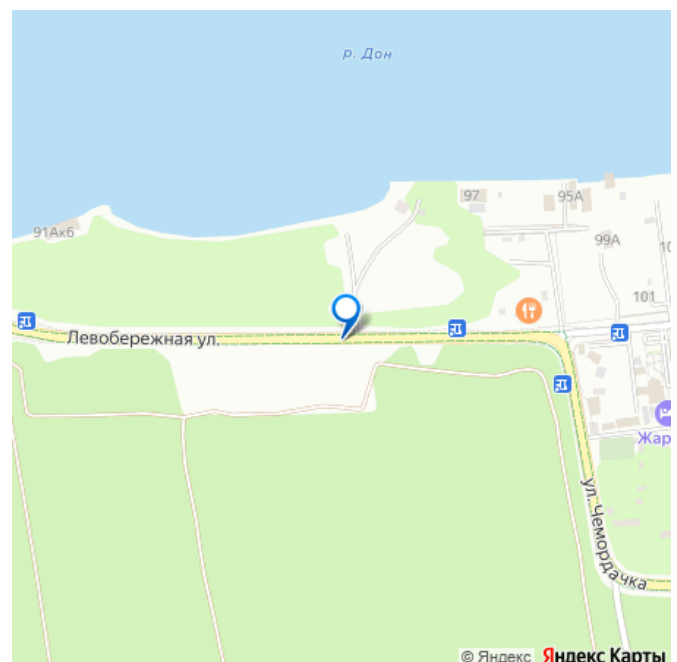 р. Дон
97
95А
91Ак6
99А
101
Левобережная ул.
Жар
ул. Чемордачка
© Яндекс Яндекс Карты